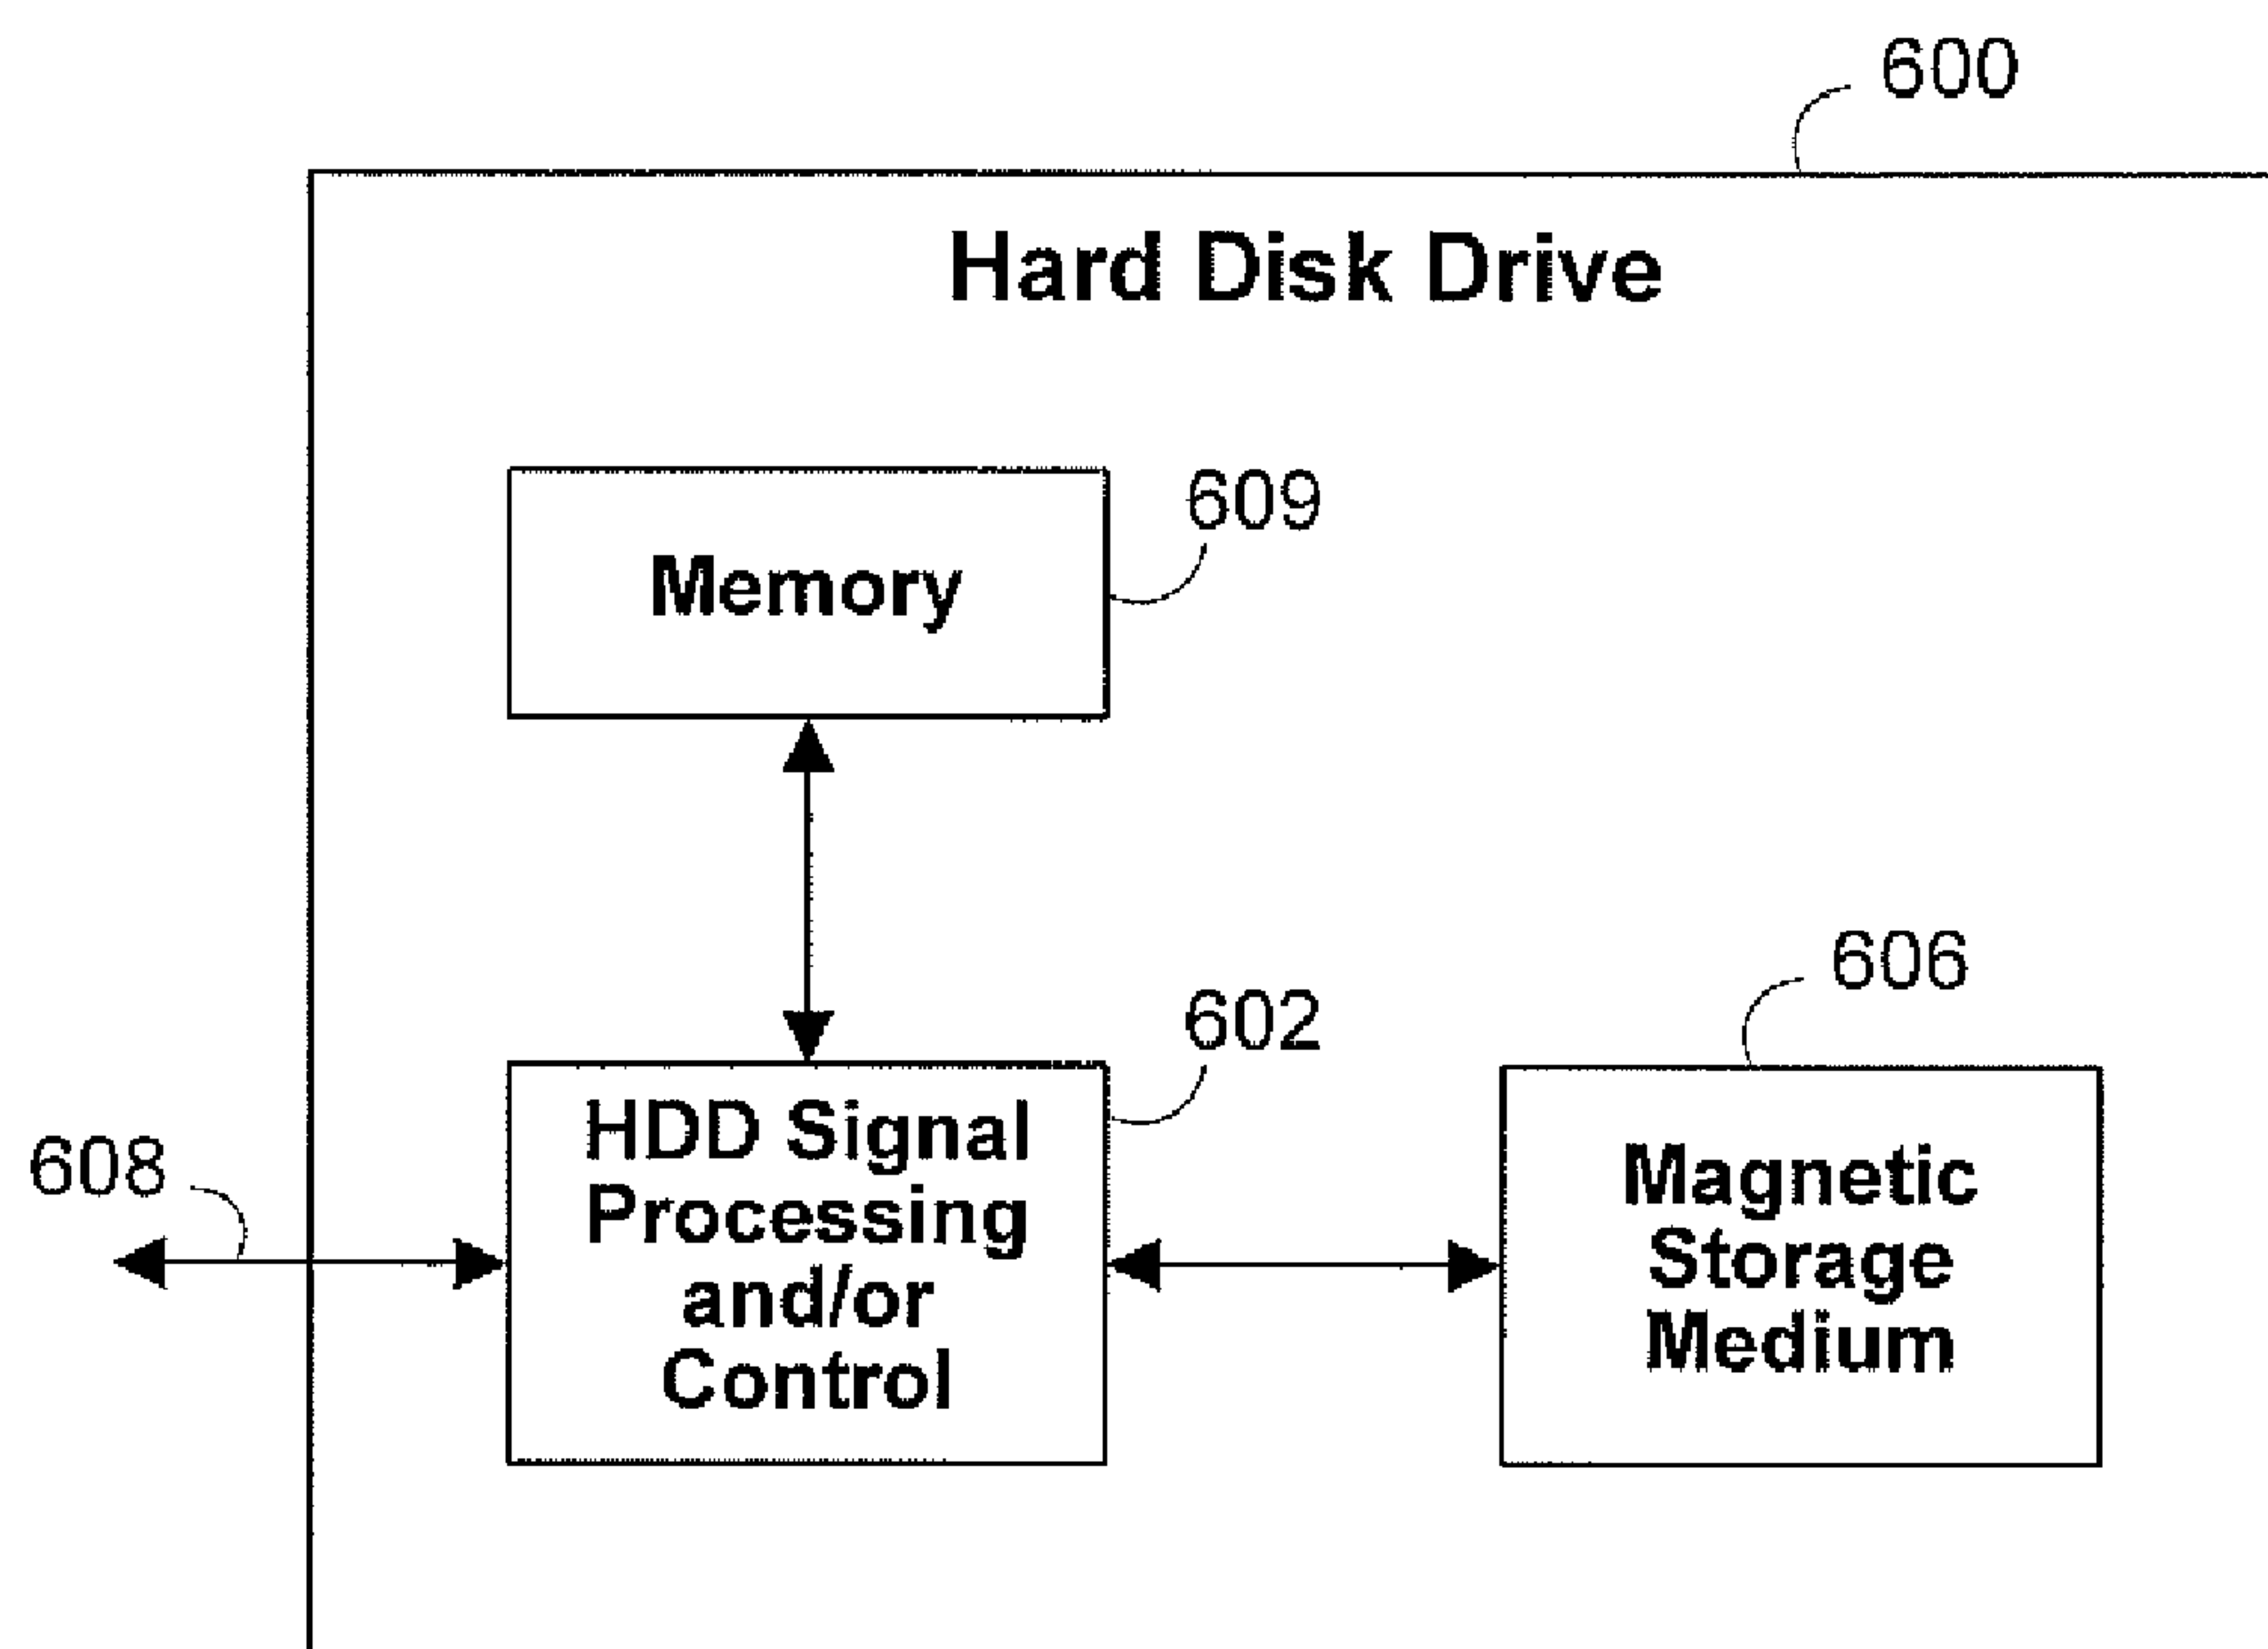 600
Hard Disk Drive
609
Memory
606
602
HDD Signal
Processing
and/or
Control
608
Magnetic
Storage
Medium